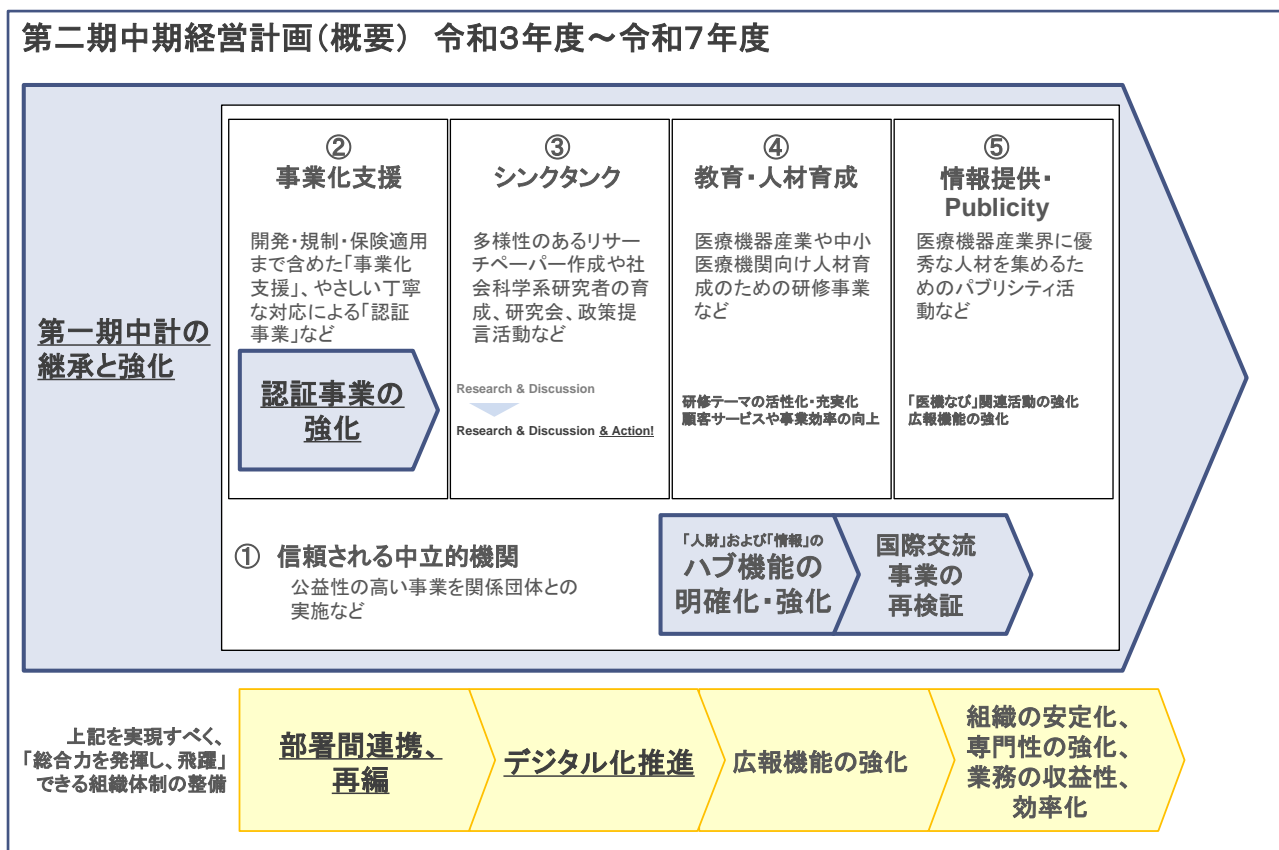 第二期中期経営計画（概要） 令和3年度～令和7年度
第一期中計の
継承と強化
②
事業化支援
開発・規制・保険適用
まで含めた「事業化
支援」、やさしい丁寧
な対応による「認証
事業」など
認証事業の
強化
③
シンクタンク
多様性のあるリサー
チペーパー作成や社
会科学系研究者の育
成、研究会、政策提
言活動など
Research & Discussion
Research & Discussion & Action!
④
教育・人材育成
医療機器産業や中小
医療機関向け人材育
成のための研修事業
など
研修テーマの活性化・充実化
顧客サービスや事業効率の向上
⑤
情報提供・
Publicity
医療機器産業界に優
秀な人材を集めるた
めのパブリシティ活
動など
「医機なび」関連活動の強化
広報機能の強化
① 信頼される中立的機関
公益性の高い事業を関係団体との
実施など
「人財」および「情報」の
ハブ機能の
明確化・強化
国際交流
事業の
再検証
上記を実現すべく、
「総合力を発揮し、飛躍」
できる組織体制の整備
部署間連携、
再編
デジタル化推進
広報機能の強化
組織の安定化、
専門性の強化、
業務の収益性、
効率化